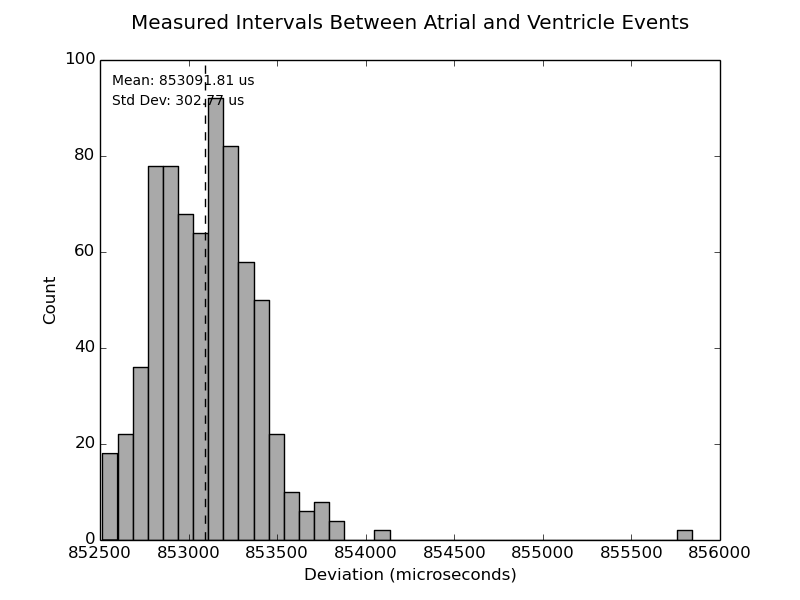 Measured Intervals Between Atrial and Ventricle Events
Mean: 853091.81 us
Std Dev: 302.77 us
100
80
60
40
20
0
Count
852500 853000 853500 854000 854500 855000 855500 856000
Deviation (microseconds)